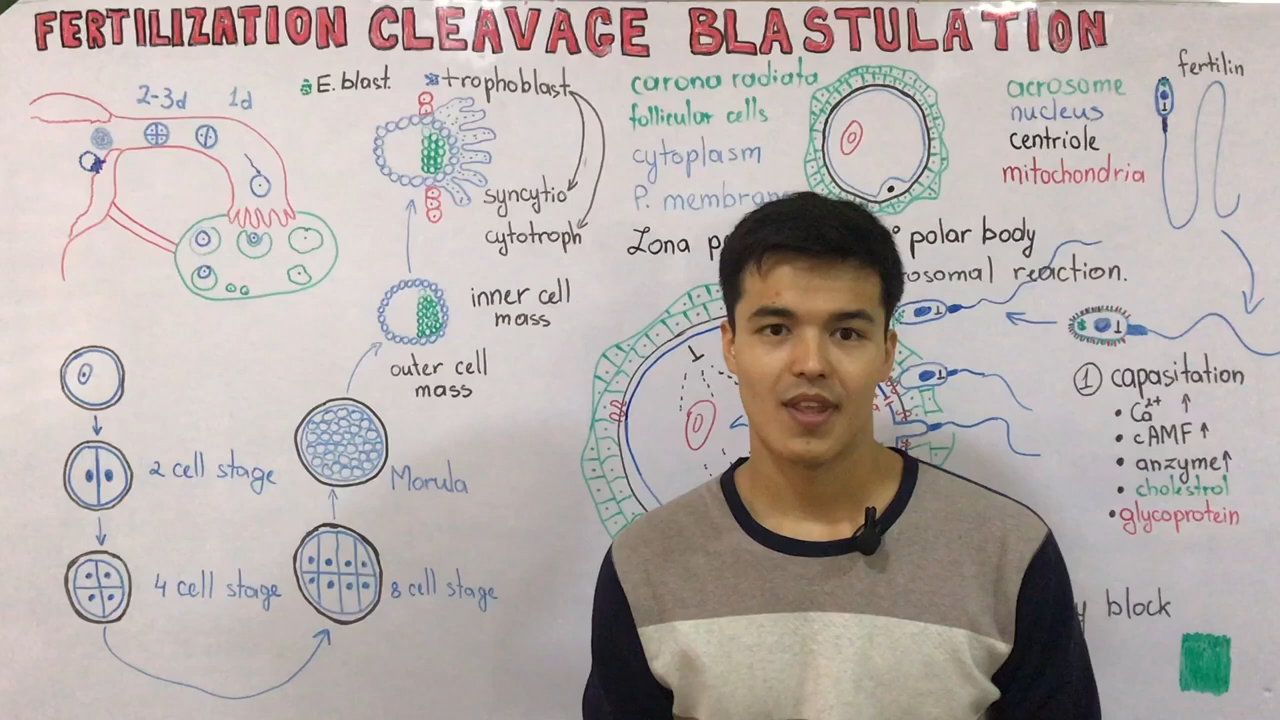 FERTILIZATION CLEAVAGE BLASTULATION
2-3d 1d
E. blast. trophoblast
syncytio
cytotroph
inner cell
mass
outer cell
mass
2 cell stage
4 cell stage
8 cell stage
Morula
carona radiata
follicular cells
cytoplasm
P. membran
Zona
polar body
acrosome
nucleus
centriole
mitochondria
fertilin
osomal reaction.
1 capasitation
• Ca2+ ↑
• cAMF ↑
• anzyme ↑
• cholestrol
• glycoprotein
block